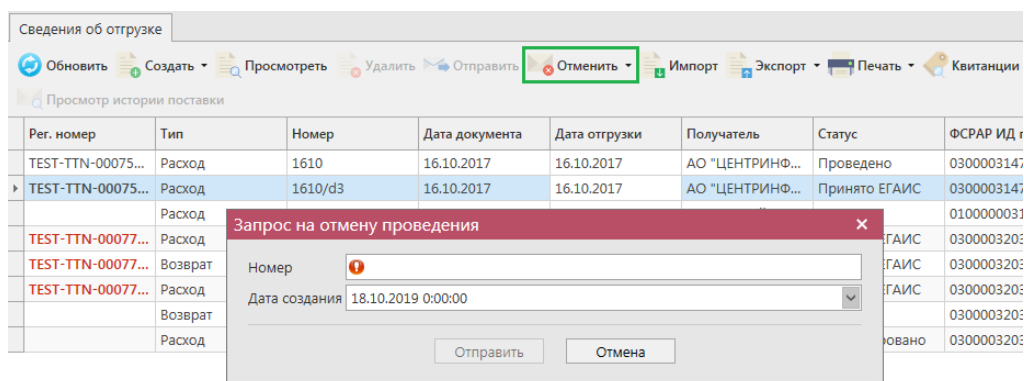 Сведения об отгрузке
Обновить Создать Просмотреть Удалить Отправить Отменить Импорт Экспорт Печать Квитанции
Просмотр истории поставки
Рег. номер Тип Номер Дата документа Дата отгрузки Получатель Статус ФСРАР ИД
TEST-TTN-00075... Расход 1610 16.10.2017 16.10.2017 АО "ЦЕНТРИНФ... Проведено 0300003147
TEST-TTN-00075... Расход 1610/d3 16.10.2017 16.10.2017 АО "ЦЕНТРИНФ... Принято ЕГАИС 0300003147
Расход 0100000031
Запрос на отмену проведения
TEST-TTN-00077... Расход ЕГАИС 0300003203
TEST-TTN-00077... Возврат ЕГАИС 0300003203
Номер
TEST-TTN-00077... Расход ЕГАИС 0300003203
Дата создания 18.10.2019 0:00:00
Возврат 0300003203
Расход овано 0300003203
Отправить Отмена